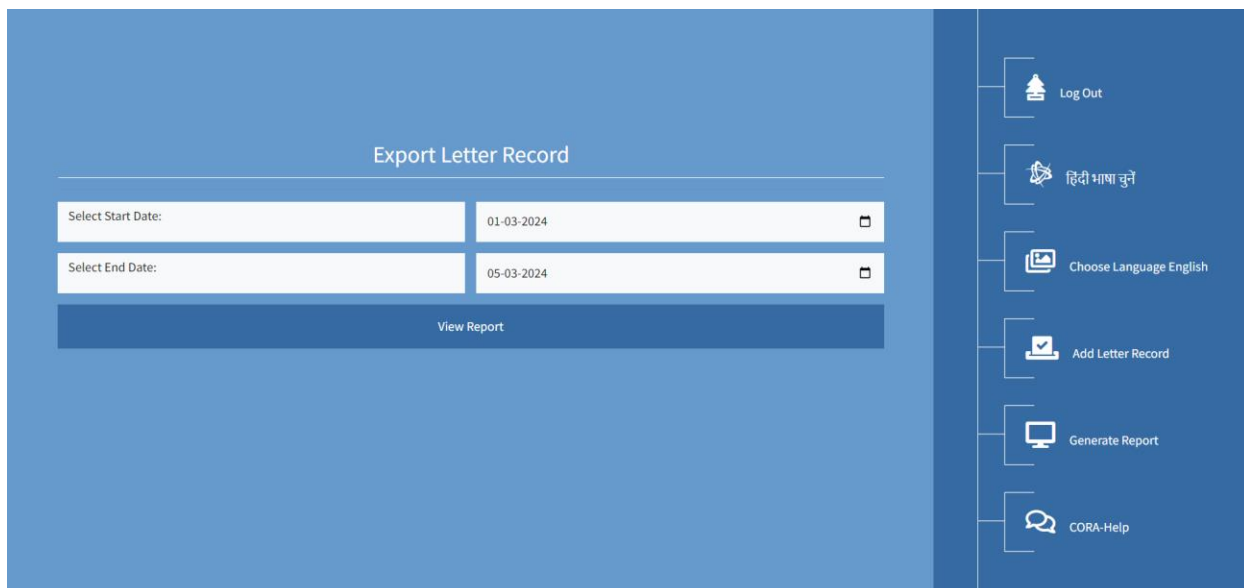 Export Letter Record
Select Start Date:
01-03-2024
Select End Date:
05-03-2024
View Report
Log Out
हिंदी भाषा चुनें
Choose Language English
Add Letter Record
Generate Report
CORA-Help